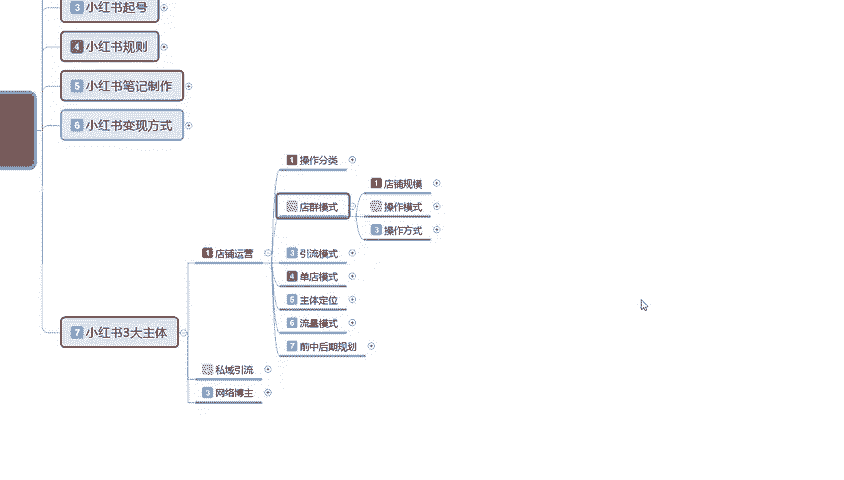 3 小红书起号
4 小红书规则
5 小红书笔记制作
6 小红书变现方式
1 操作分类
店群模式
1 店铺规模
操作模式
3 操作方式
1 店铺运营
3 引流模式
4 单店模式
5 主体定位
6 流量模式
7 前中后期规划
7 小红书3大主体
私域引流
3 网络博主